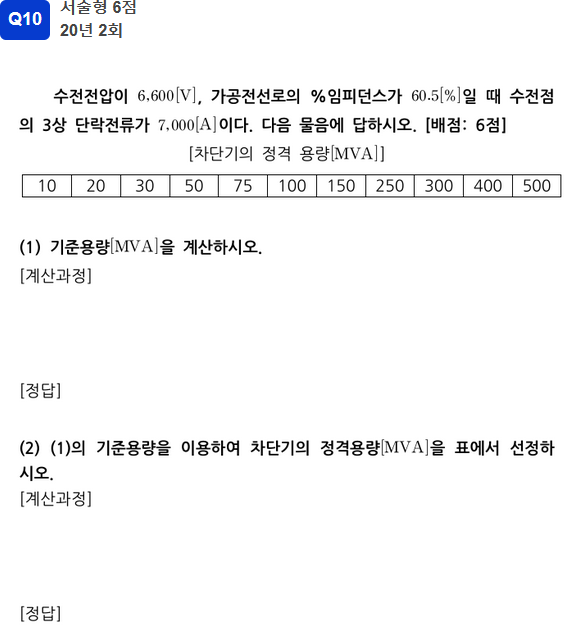 Q10
서술형 6점
20년 2회
수전전압이 6,600[V], 가공전선로의 %임피던스가 60.5[%]일 때 수전점
의 3상 단락전류가 7,000[A]이다. 다음 물음에 답하시오. [배점: 6점]
[차단기의 정격 용량[MVA]]
10 20 30 50 75 100 150 250 300 400 500
(1) 기준용량[MVA]을 계산하시오.
[계산과정]
[정답]
(2) (1)의 기준용량을 이용하여 차단기의 정격용량[MVA]을 표에서 선정하
시오.
[계산과정]
[정답]